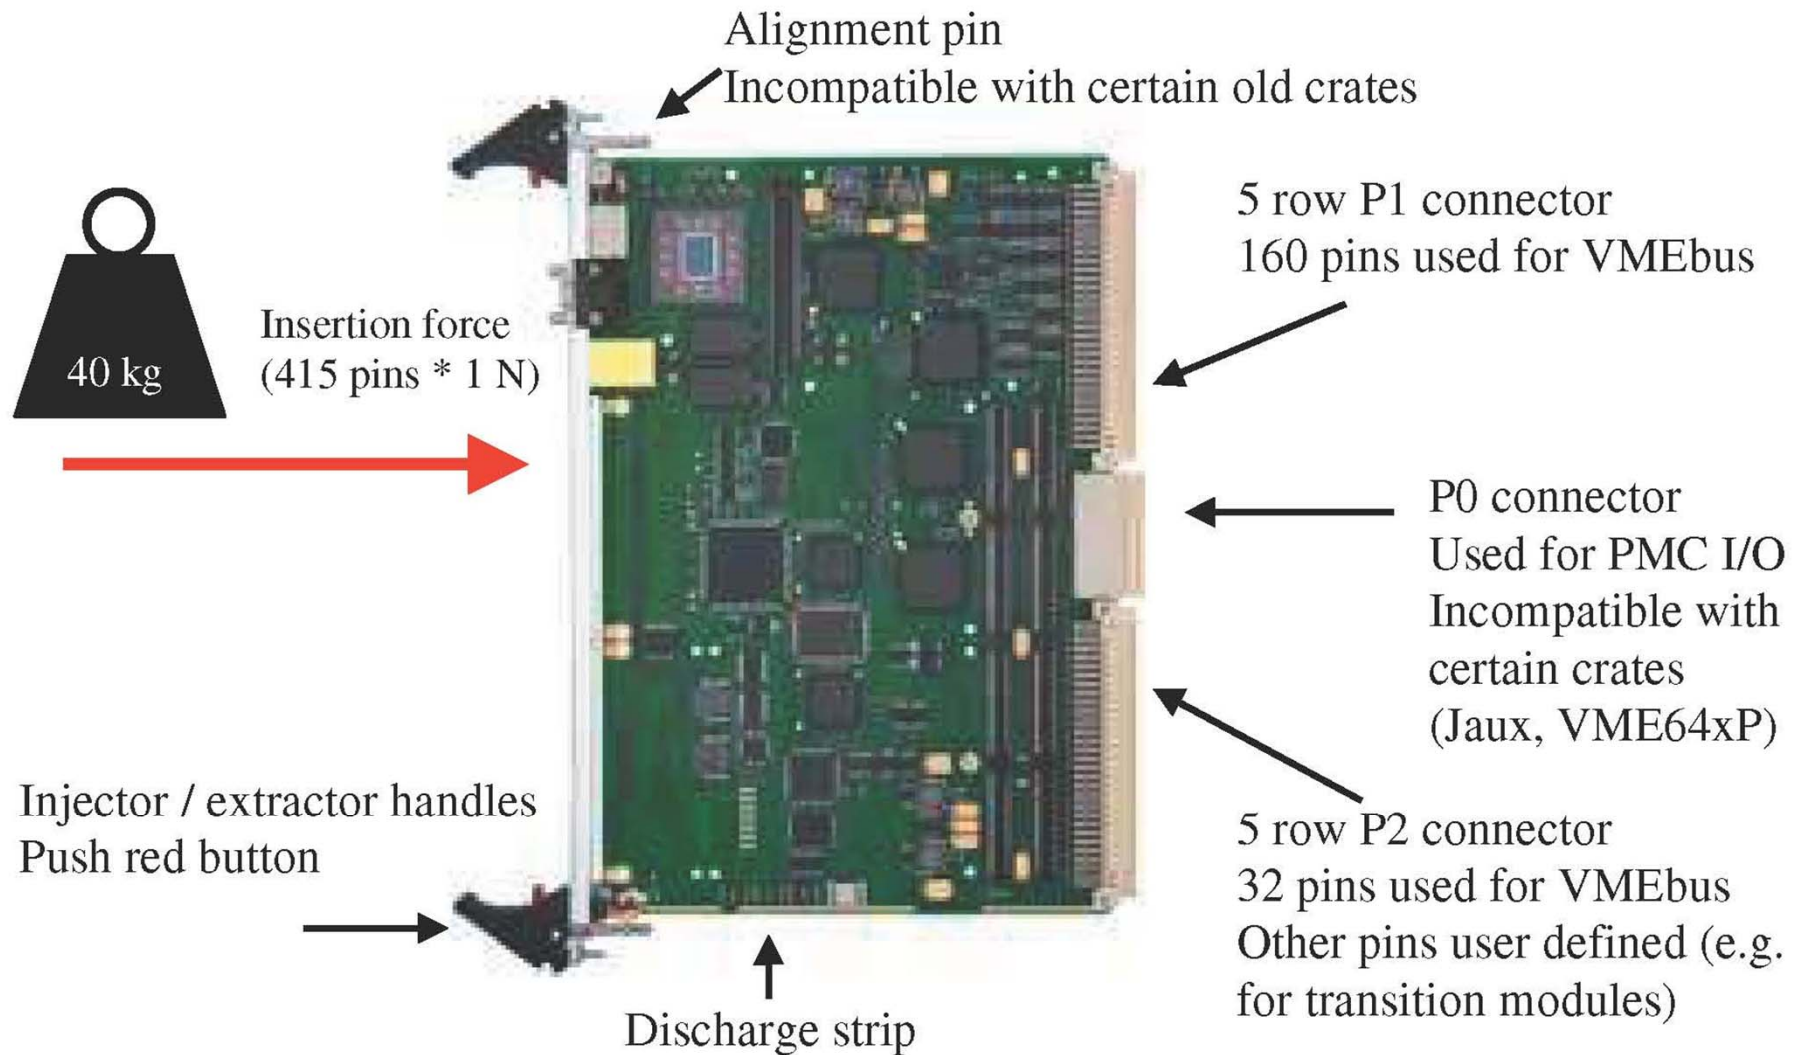 Alignment pin
Incompatible with certain old crates
5 row P1 connector
160 pins used for VMEbus
40 kg
Insertion force
(415 pins * 1 N)
P0 connector
Used for PMC I/O
Incompatible with
certain crates
(Jaux, VME64xP)
Injector / extractor handles
Push red button
5 row P2 connector
32 pins used for VMEbus
Other pins user defined (e.g.
for transition modules)
Discharge strip